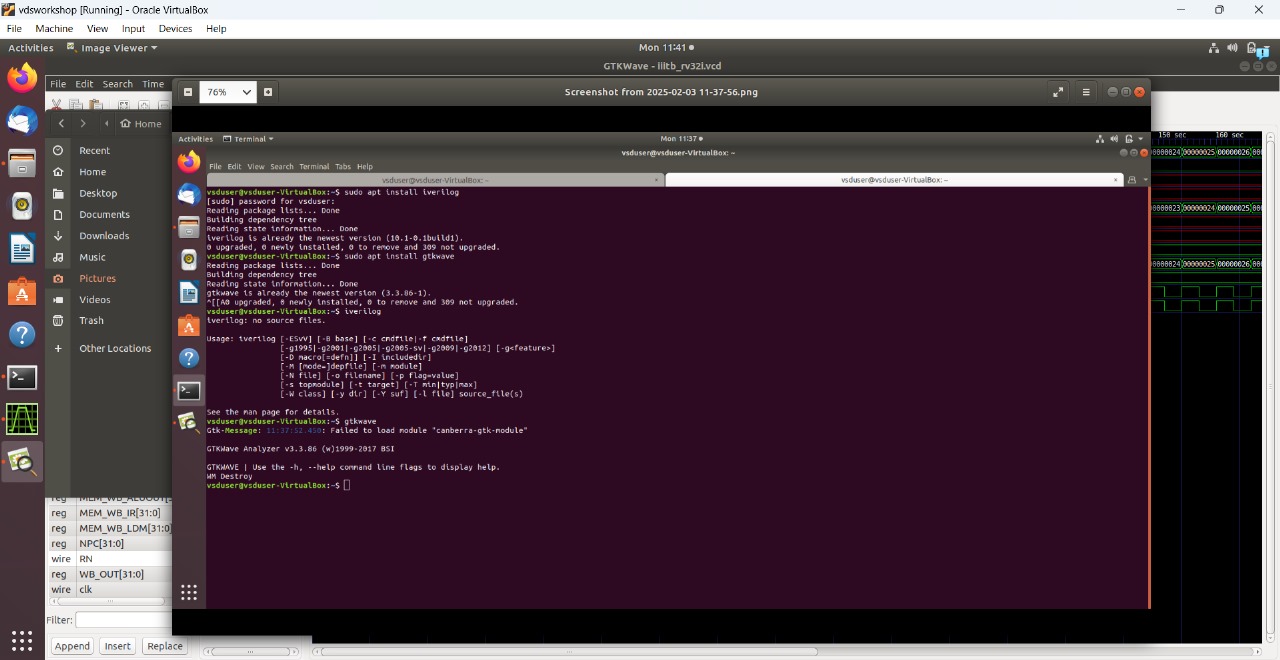 vdsworkshop [Running] - Oracle VirtualBox
File Machine View Input Devices Help
Activities Image Viewer Mon 11:41
GTKWave - iiitb_rv32i.vcd
File Edit Search Time
76% Screenshot from 2025-02-03 11-37-56.png
Home
Recent
Home
Desktop
Documents
Downloads
Music
Pictures
Videos
Trash
+ Other Locations
Activities Terminal Mon 11:37
vsduser@vsduser-VirtualBox: ~
File Edit View Search Terminal Tabs Help
vsduser@vsduser-VirtualBox: ~ vsduser@vsduser-VirtualBox: ~
vsduser@vsduser-VirtualBox:~$ sudo apt install iverilog
[sudo] password for vsduser:
Reading package lists... Done
Building dependency tree
Reading state information... Done
iverilog is already the newest version (10.1-0.1build1).
0 upgraded, 0 newly installed, 0 to remove and 309 not upgraded.
vsduser@vsduser-VirtualBox:~$ sudo apt install gtkwave
Reading package lists... Done
Building dependency tree
Reading state information... Done
gtkwave is already the newest version (3.3.86-1).
^[[A0 upgraded, 0 newly installed, 0 to remove and 309 not upgraded.
vsduser@vsduser-VirtualBox:~$ iverilog
iverilog: no source files.
Usage: iverilog [-ESvV] [-B base] [-c cmdfile|-f cmdfile]
[-g1995|-g2001|-g2005|-g2005-sv|-g2009|-g2012] [-g<feature>]
[-D macro[=defn]] [-I includedir]
[-M [mode=]depfile] [-m module]
[-N file] [-o filename] [-p flag=value]
[-s topmodule] [-t target] [-T min|typ|max]
[-W class] [-y dir] [-Y suf] [-l file] source_file(s)
See the man page for details.
vsduser@vsduser-VirtualBox:~$ gtkwave
Gtk-Message: 11:37:52.450: Failed to load module "canberra-gtk-module"
GTKWave Analyzer v3.3.86 (w)1999-2017 BSI
GTKWAVE | Use the -h, --help command line flags to display help.
WM Destroy
vsduser@vsduser-VirtualBox:~$
150 sec 160 sec
00000024 00000025 00000026
00000023 00000024 00000025
00000024 00000025 00000026
reg MEM_WB_IR[31:0]
reg MEM_WB_LDM[31:0]
reg NPC[31:0]
wire RN
reg WB_OUT[31:0]
wire clk
Filter:
Append Insert Replace